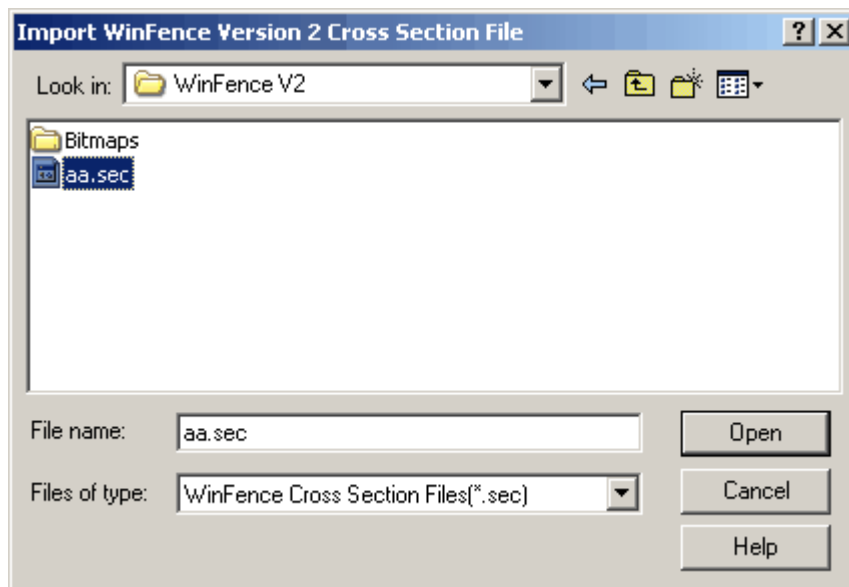 Import WinFence Version 2 Cross Section File
Look in: WinFence V2
Bitmaps
aa.sec
File name: aa.sec Open
Files of type: WinFence Cross Section Files(*.sec) Cancel
Help